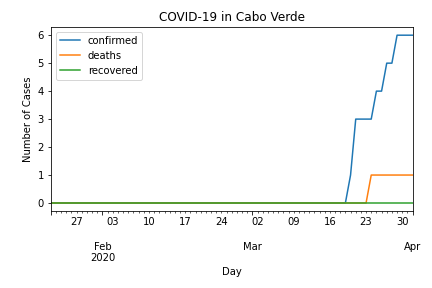 COVID-19 in Cabo Verde
confirmed
deaths
recovered
Number of Cases
6
5
4
3
2
1
0
27 03 10 17 24 02 09 16 23 30
Feb Mar Apr
2020
Day